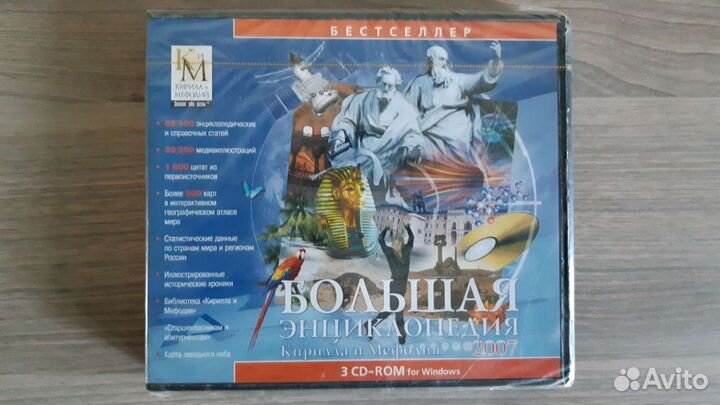 БЕСТСЕЛЛЕР
К и М
КИРИЛЛ и
МЕФОДИЙ
энциклопедических
и справочных статей
медиаиллюстраций
цитат из
первоисточников
Более 500 карт
в интерактивном
географическом атласе
мира
Статистические данные
по странам мира и регионам
России
Иллюстрированные
исторические хроники
Библиотека «Кирилла и
Мефодия»
«Старшеклассникам и
абитуриентам»
Карта звездного неба
БОЛЬШАЯ
ЭНЦИКЛОПЕДИЯ
Кирилла и Мефодия 2007
3 CD-ROM for Windows
Avito